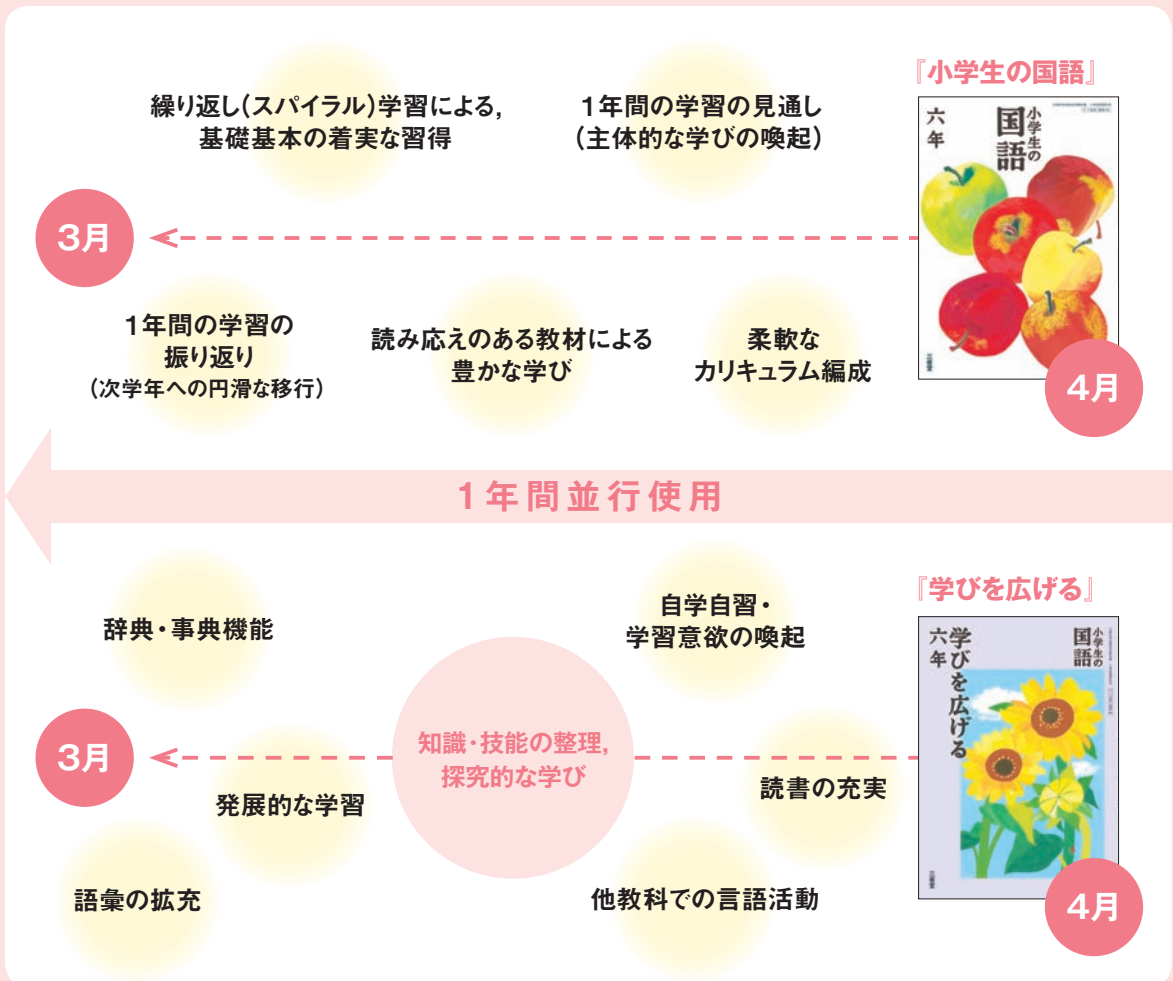 『小学生の国語』
小学生の
国語
六年
三省堂
4月
1年間の学習の見通し
(主体的な学びの喚起)
繰り返し(スパイラル)学習による,
基礎基本の着実な習得
柔軟な
カリキュラム編成
読み応えのある教材による
豊かな学び
1年間の学習の
振り返り
(次学年への円滑な移行)
3月
1年間並行使用
『学びを広げる』
小学生の
国語
学びを広げる
六年
三省堂
4月
自学自習・
学習意欲の喚起
読書の充実
他教科での言語活動
知識・技能の整理,
探究的な学び
辞典・事典機能
発展的な学習
語彙の拡充
3月